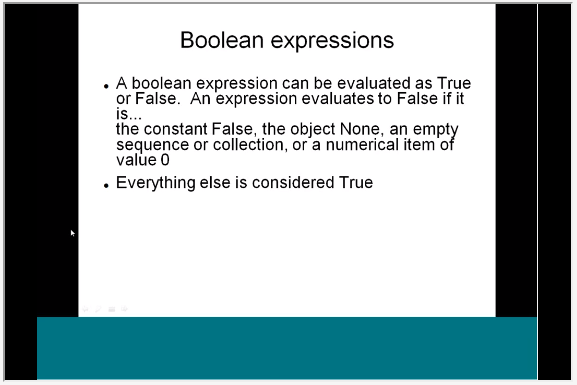 Boolean expressions
• A boolean expression can be evaluated as True
or False.  An expression evaluates to False if it
is...
the constant False, the object None, an empty
sequence or collection, or a numerical item of
value 0
• Everything else is considered True